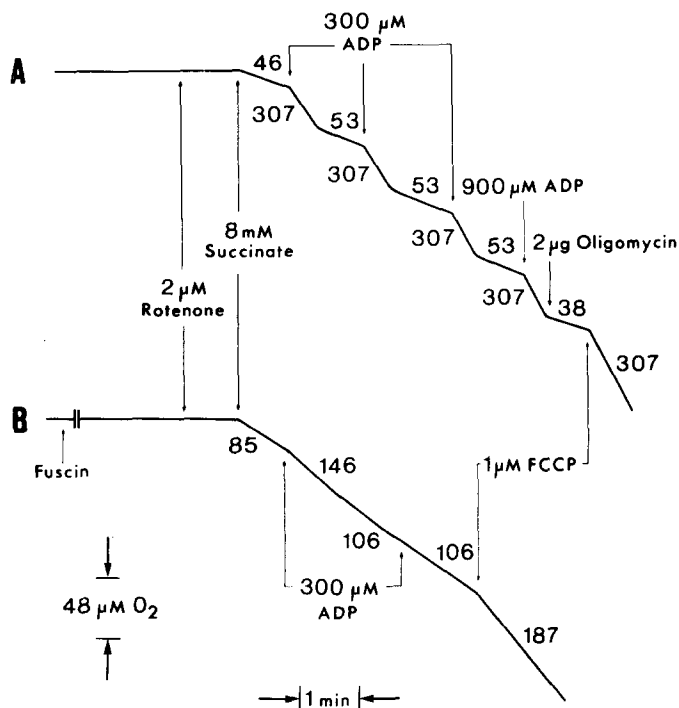 300 µM
ADP
A
46
307
53
307
53
307
900 µM ADP
53
2 µg Oligomycin
307
38
307
8 mM
Succinate
2 µM
Rotenone
B
Fuscin
85
146
106
106
1 µM FCCP
300 µM
ADP
187
48 µM O₂
1 min